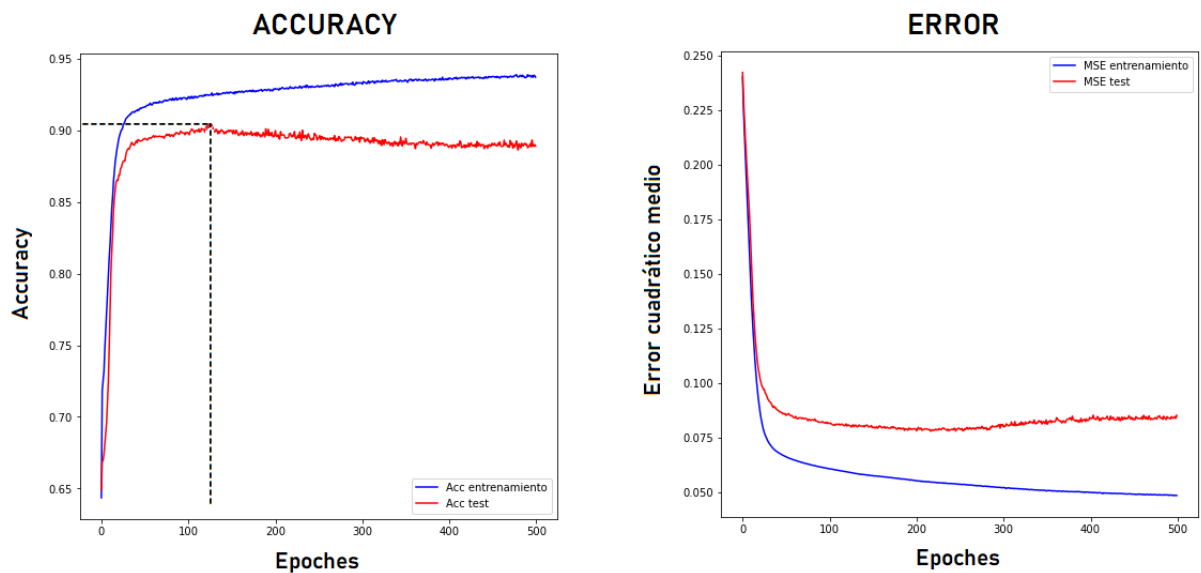 ACCURACY
0.95
0.90
0.85
0.80
0.75
0.70
0.65
Accuracy
0
100
200
300
400
500
Epoches
Acc entrenamiento
Acc test
ERROR
0.250
0.225
0.200
0.175
0.150
0.125
0.100
0.075
0.050
Error cuadrático medio
0
100
200
300
400
500
Epoches
MSE entrenamiento
MSE test